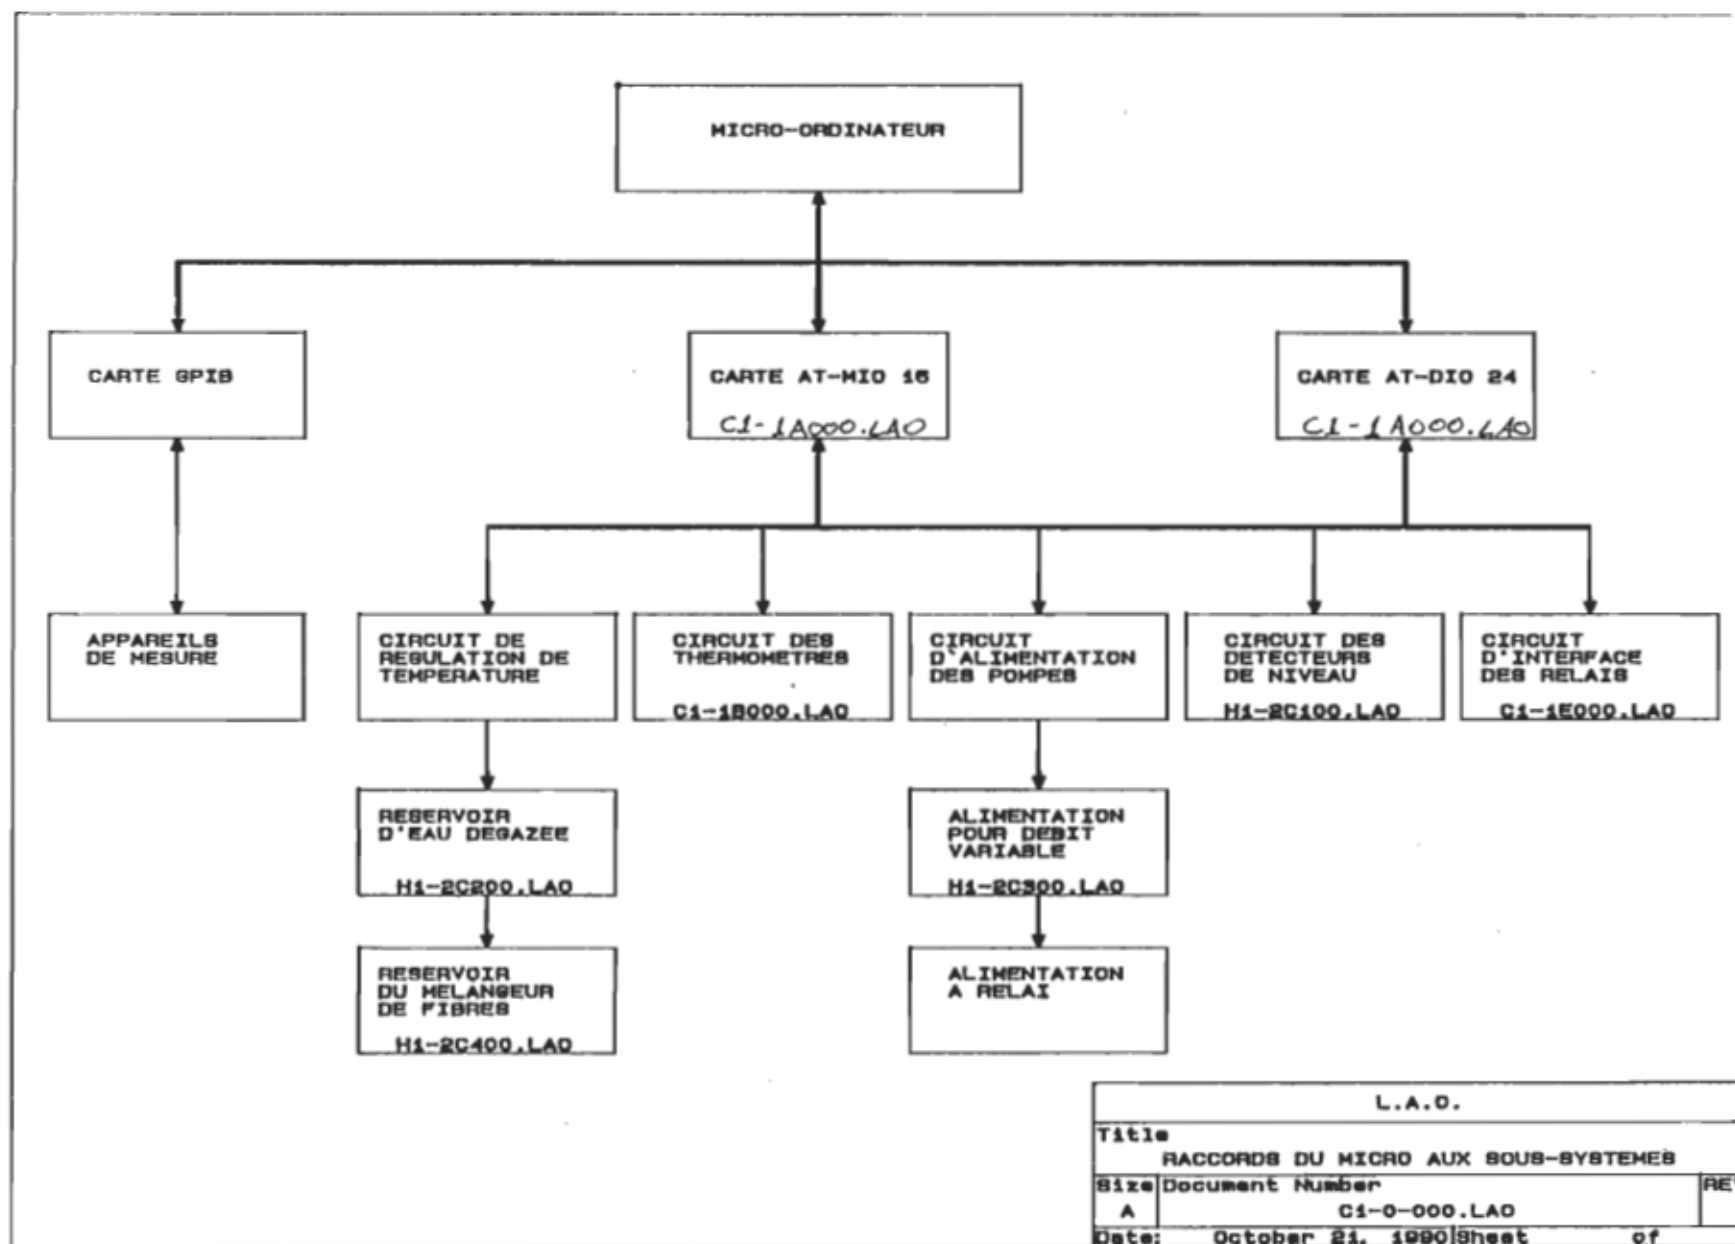 MICRO-ORDINATEUR
CARTE GPIB
CARTE AT-MIO 16
C1-1A000.LAO
CARTE AT-DIO 24
C1-1A000.LAO
APPAREILS
DE MESURE
CIRCUIT DE
REGULATION DE
TEMPERATURE
CIRCUIT DES
THERMOMETRES
C1-1B000.LAO
CIRCUIT
D'ALIMENTATION
DES POMPES
CIRCUIT DES
DETECTEURS
DE NIVEAU
H1-2C100.LAO
CIRCUIT
D'INTERFACE
DES RELAIS
C1-1E000.LAO
RESERVOIR
D'EAU DEGAZEE
H1-2C200.LAO
ALIMENTATION
POUR DEBIT
VARIABLE
H1-2C300.LAO
RESERVOIR
DU MELANGEUR
DE FIBRES
H1-2C400.LAO
ALIMENTATION
A RELAI
L.A.O.
Title
RACCORDS DU MICRO AUX SOUS-SYSTEMES
Size Document Number
A C1-0-000.LAO
Date: October 21, 1990 Sheet of